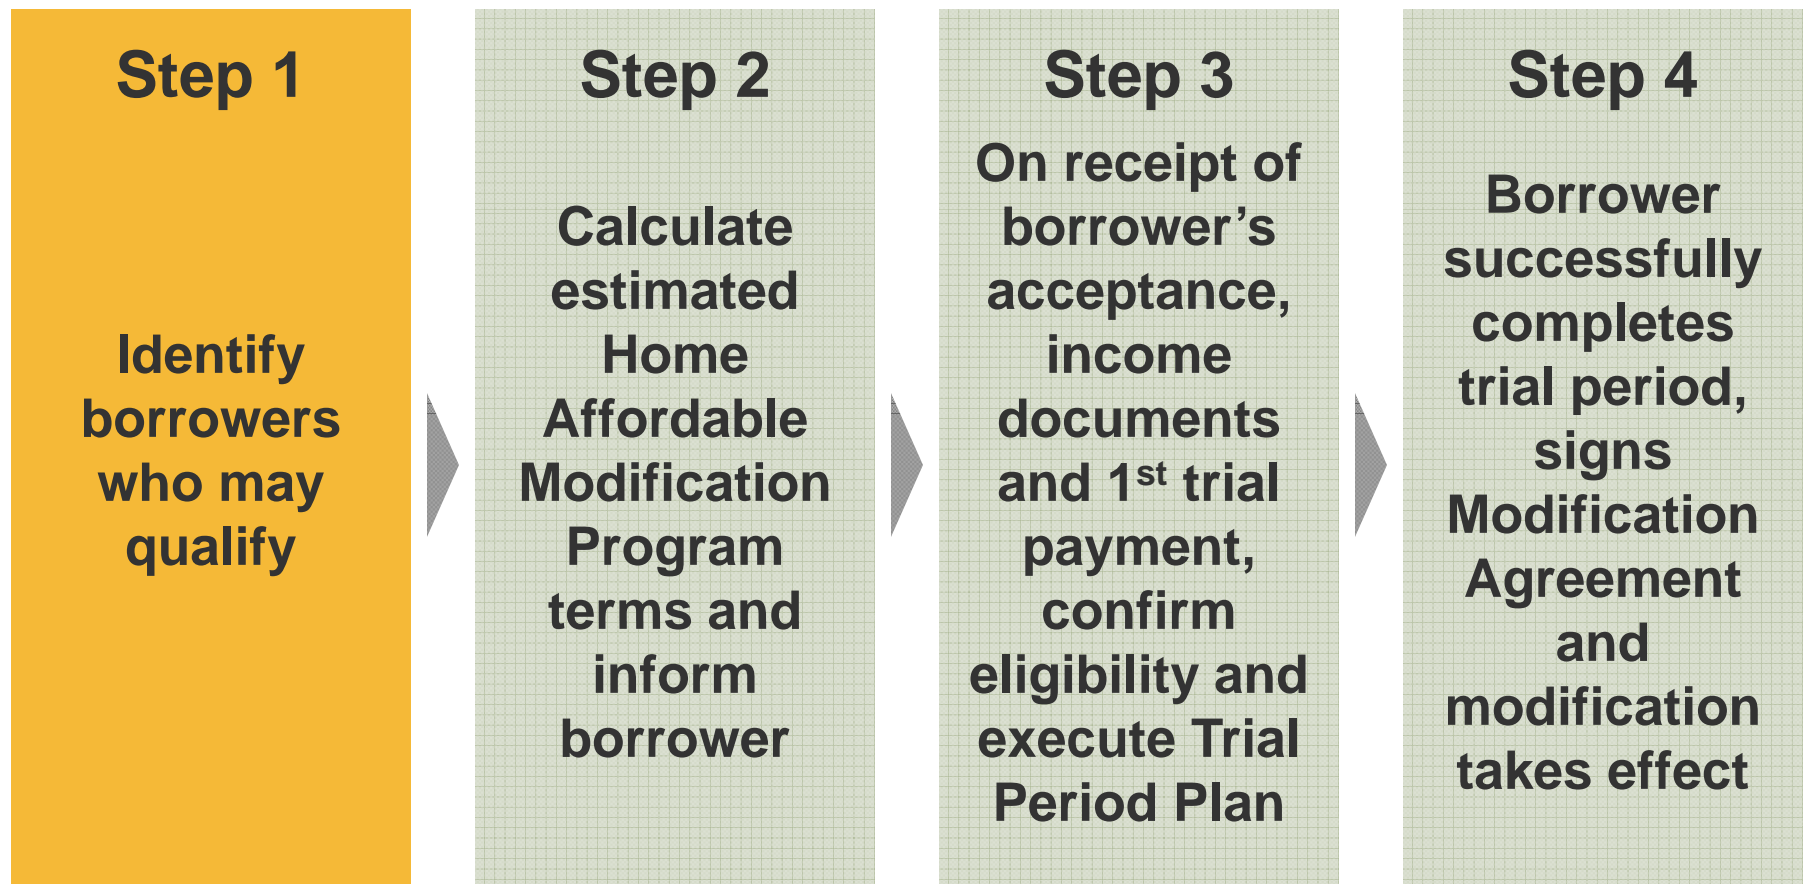 Step 1
Identify
borrowers
who may
qualify
Step 2
Calculate
estimated
Home
Affordable
Modification
Program
terms and
inform
borrower
Step 3
On receipt of
borrower’s
acceptance,
income
documents
and 1st trial
payment,
confirm
eligibility and
execute Trial
Period Plan
Step 4
Borrower
successfully
completes
trial period,
signs
Modification
Agreement
and
modification
takes effect